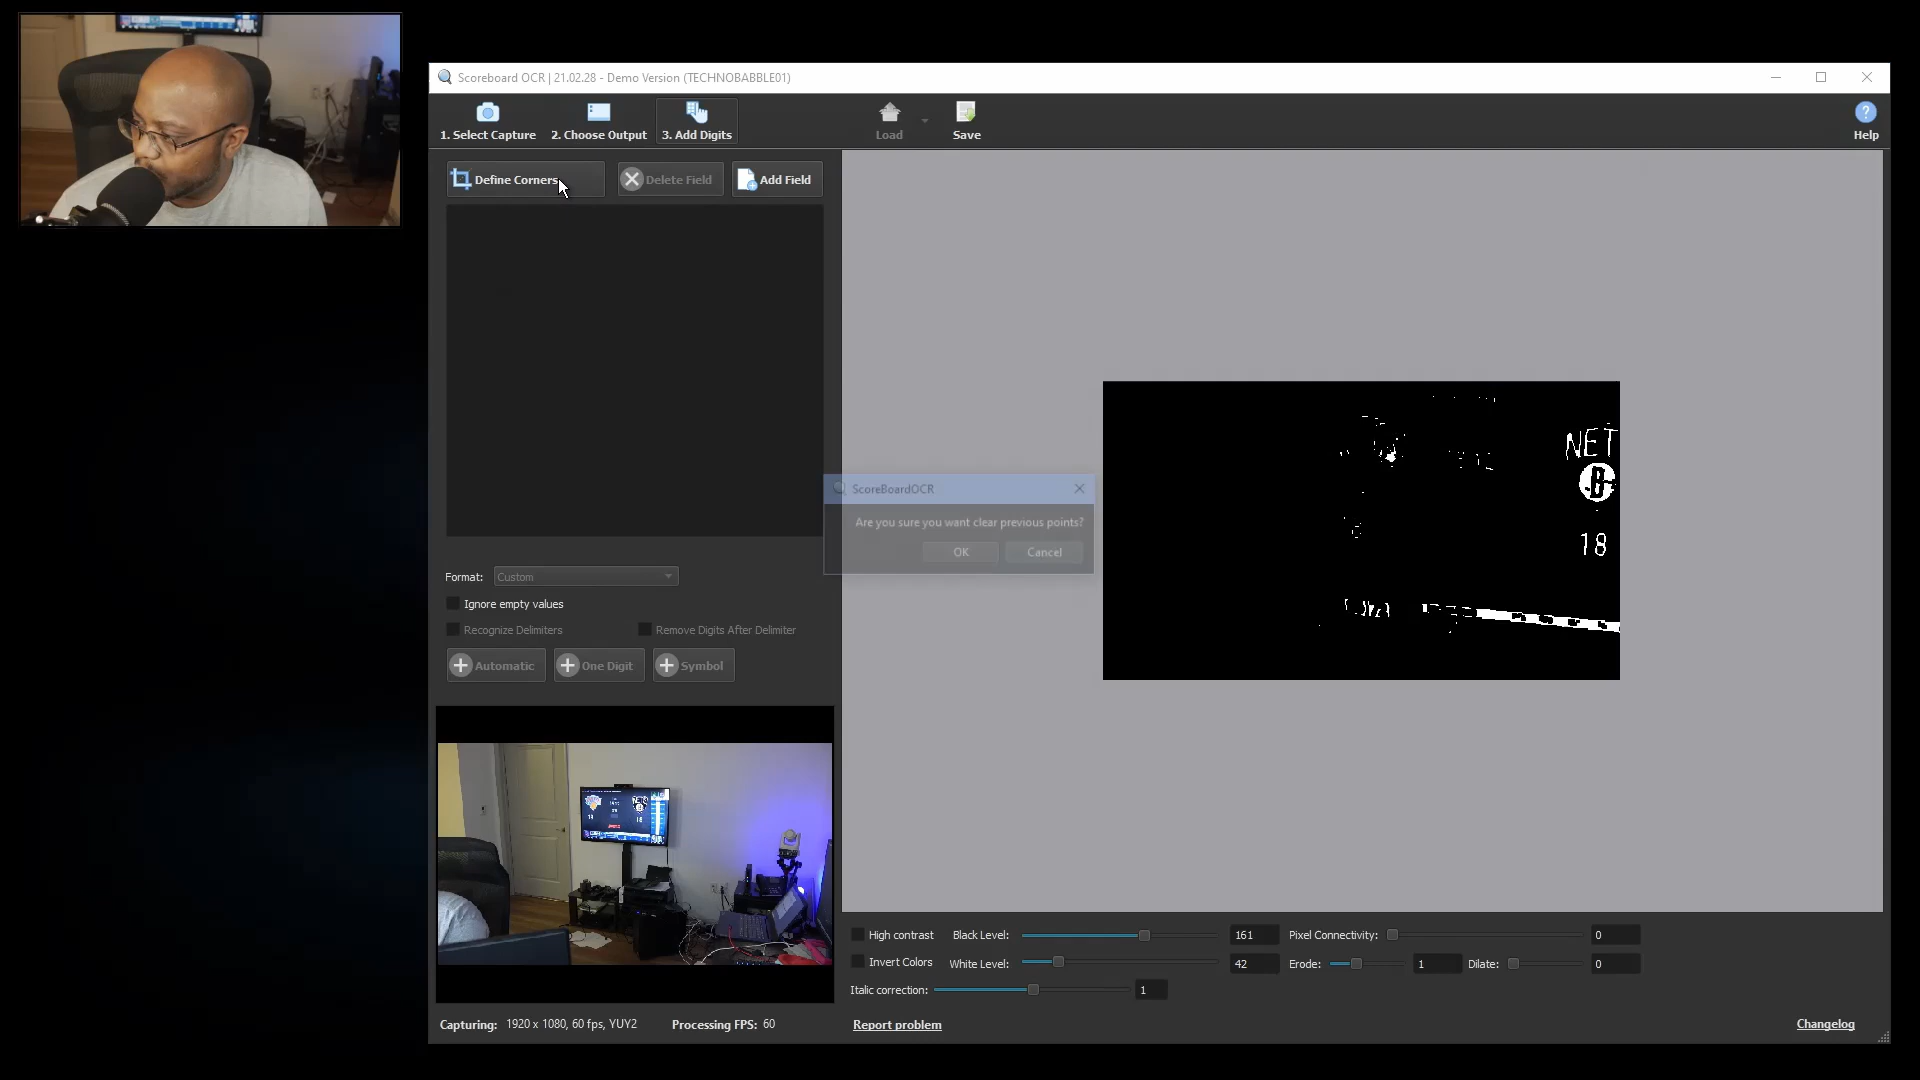 Scoreboard OCR | 21.02.28 - Demo Version (TECHNOBABBLE01)
1. Select Capture
2. Choose Output
3. Add Digits
Load
Save
Help
Define Corners
Delete Field
Add Field
NET
B
18
ScoreBoardOCR
Are you sure you want clear previous points?
OK
Cancel
Format:
Custom
Ignore empty values
Recognize Delimiters
Remove Digits After Delimiter
Automatic
One Digit
Symbol
NETS
18
18
High contrast
Black Level:
161
Pixel Connectivity:
0
Invert Colors
White Level:
42
Erode:
1
Dilate:
0
Italic correction:
1
Capturing: 1920 x 1080, 60 fps, YUY2
Processing FPS: 60
Report problem
Changelog